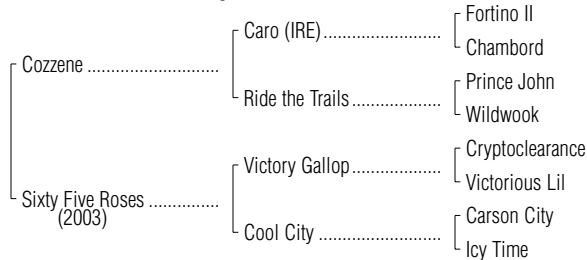 Fortino II
Caro (IRE)
Chambord
Cozzene
Prince John
Ride the Trails
Wildwook
Cryptoclearance
Victory Gallop
Victorious Lil
Sixty Five Roses
(2003)
Carson City
Cool City
Icy Time